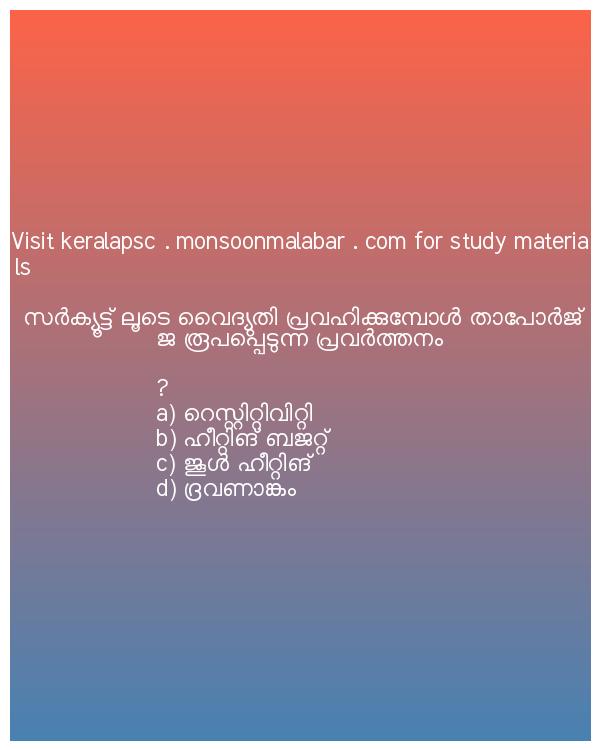 Visit keralapsc . monsoonmalabar . com for study materia
ls
സർക്യൂട്ട് ലൂടെ വൈദ്യുതി പ്രവഹിക്കുമ്പോൾ താപോർജ്
ജ രൂപപ്പെടുന്ന പ്രവർത്തനം
?
a) റെസ്റ്റിറ്റിവിറ്റി
b) ഹീറ്റിങ് ബജറ്റ്
c) ജൂൾ ഹീറ്റിങ്
d) ദ്രവണാങ്കം